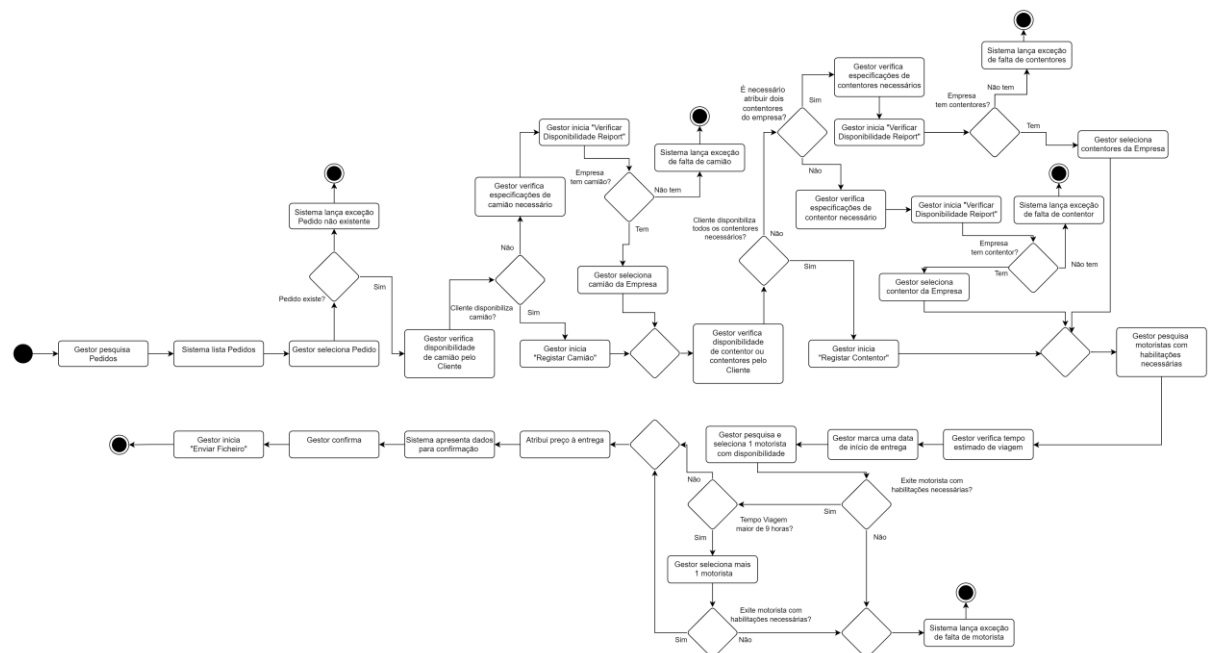 Sistema lança exceção
de falta de contentores
Gestor verifica
especificações de
contentores necessários
Não tem
É necessário
atribuir dois
contentores
do empresa?
Sim
Empresa
tem contentores?
Gestor inicia "Verificar
Disponibilidade Reiport"
Gestor inicia "Verificar
Disponibilidade Reiport"
Tem
Gestor seleciona
contentores da Empresa
Sistema lança exceção
de falta de camião
Empresa
tem camião?
Não tem
Não
Gestor verifica
especificações de
camião necessário
Gestor verifica
especificações de
contentor necessário
Gestor inicia "Verificar
Disponibilidade Reiport"
Sistema lança exceção
de falta de contentor
Sistema lança exceção
Pedido não existente
Tem
Cliente disponibiliza
todos os contentores
necessários?
Não
Empresa
tem contentor?
Não
Não tem
Tem
Sim
Gestor seleciona
camião da Empresa
Gestor seleciona
contentor da Empresa
Sim
Pedido existe?
Cliente disponibiliza
camião?
Sim
Gestor pesquisa
Pedidos
Sistema lista Pedidos
Gestor seleciona Pedido
Gestor verifica
disponibilidade
de camião pelo
Cliente
Gestor inicia
"Registar Camião"
Gestor verifica
disponibilidade
de contentor ou
contentores pelo
Cliente
Gestor inicia
"Registar Contentor"
Gestor pesquisa
motoristas com
habilitações
necessárias
Gestor inicia
"Enviar Ficheiro"
Gestor confirma
Sistema apresenta dados
para confirmação
Atribui preço à entrega
Gestor pesquisa e
seleciona 1 motorista
com disponibilidade
Gestor marca uma data
de início de entrega
Gestor verifica tempo
estimado de viagem
Não
Exite motorista com
habilitações necessárias?
Sim
Tempo Viagem
maior de 9 horas?
Sim
Não
Gestor seleciona mais
1 motorista
Exite motorista com
habilitações necessárias?
Sim
Não
Sistema lança exceção
de falta de motorista